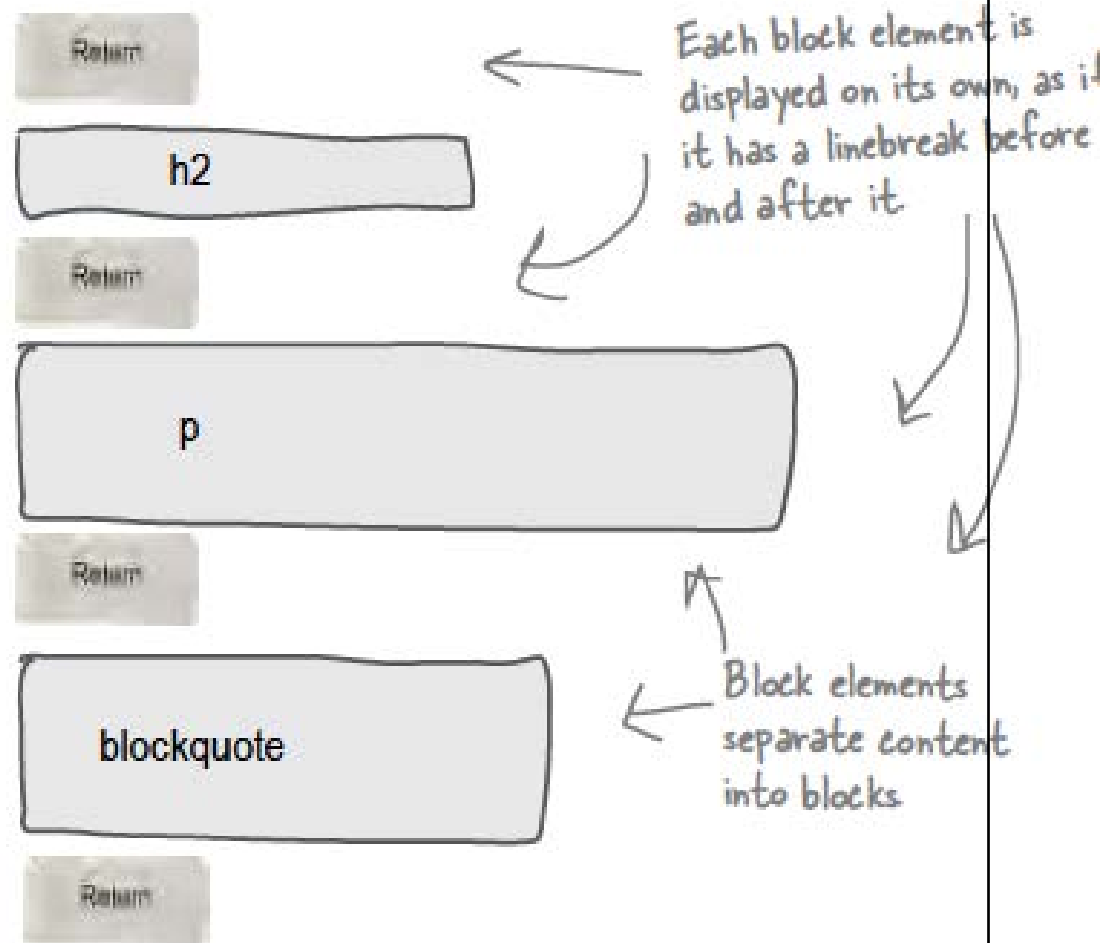 Return
Each block element is
displayed on its own, as if
it has a linebreak before
and after it.
h2
Return
p
Return
Block elements
separate content
into blocks.
blockquote
Return